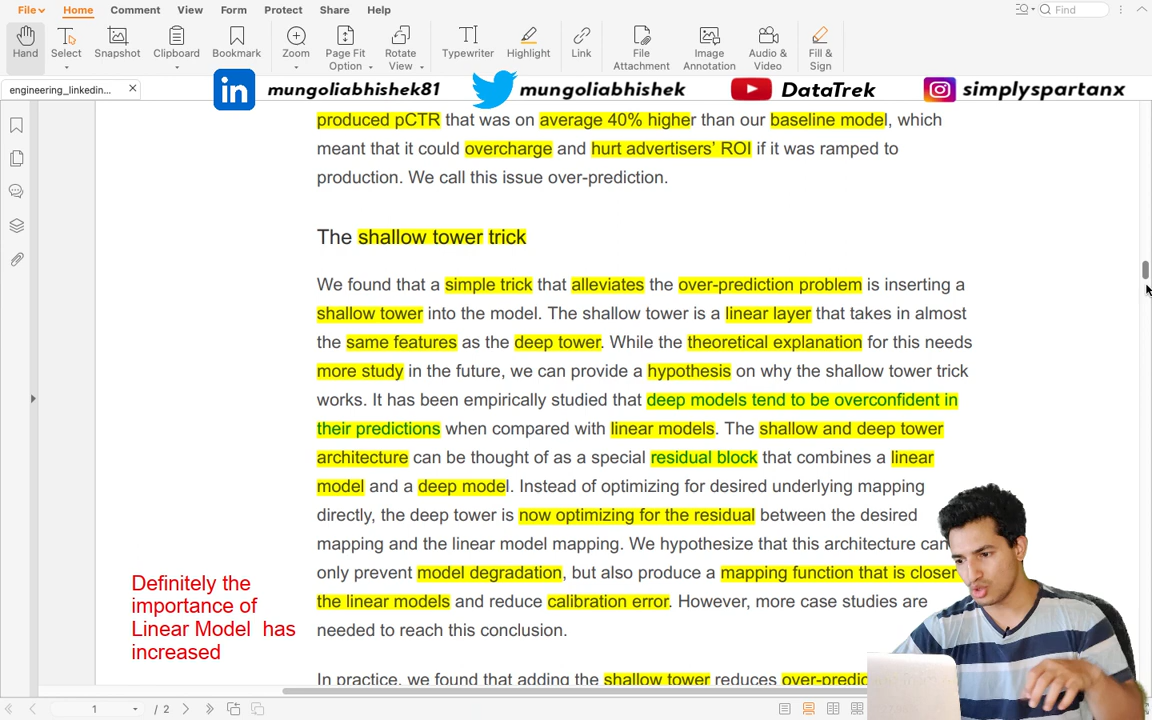 File Home Comment View Form Protect Share Help Find
Hand Select Snapshot Clipboard Bookmark Zoom Page Fit Option Rotate View Typewriter Highlight Link File Attachment Image Annotation Audio & Video Fill & Sign
engineering_linkedin... in mungoliabhishek81 mungoliabhishek DataTrek simplyspartanx
produced pCTR that was on average 40% higher than our baseline model, which
meant that it could overcharge and hurt advertisers' ROI if it was ramped to
production. We call this issue over-prediction.
The shallow tower trick
We found that a simple trick that alleviates the over-prediction problem is inserting a
shallow tower into the model. The shallow tower is a linear layer that takes in almost
the same features as the deep tower. While the theoretical explanation for this needs
more study in the future, we can provide a hypothesis on why the shallow tower trick
works. It has been empirically studied that deep models tend to be overconfident in
their predictions when compared with linear models. The shallow and deep tower
architecture can be thought of as a special residual block that combines a linear
model and a deep model. Instead of optimizing for desired underlying mapping
directly, the deep tower is now optimizing for the residual between the desired
mapping and the linear model mapping. We hypothesize that this architecture can
only prevent model degradation, but also produce a mapping function that is closer
the linear models and reduce calibration error. However, more case studies are
needed to reach this conclusion.
Definitely the
importance of
Linear Model has
increased
In practice, we found that adding the shallow tower reduces over-predic
1 / 2